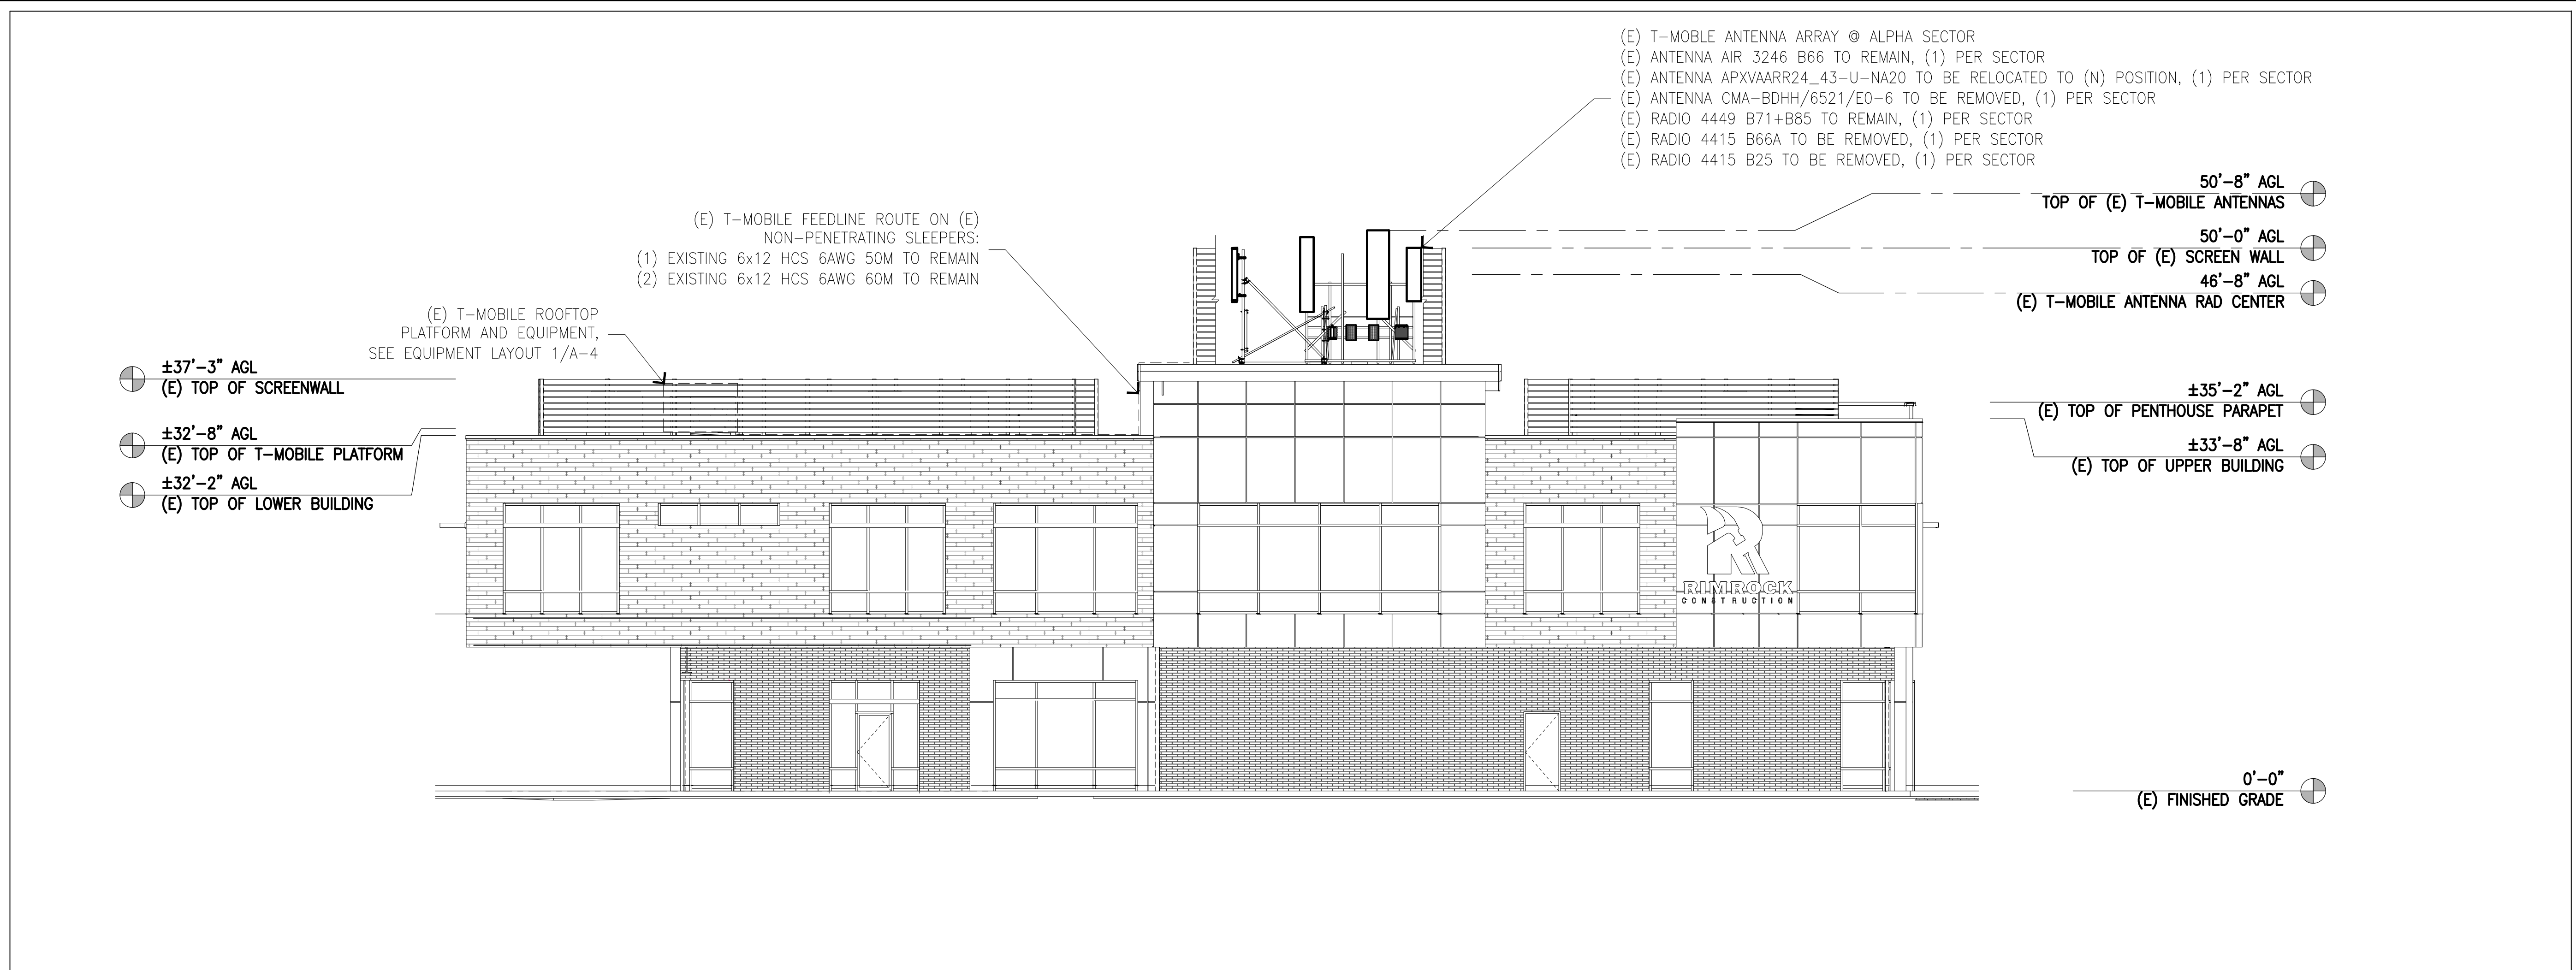 (E) T-MOBLE ANTENNA ARRAY @ ALPHA SECTOR
(E) ANTENNA AIR 3246 B66 TO REMAIN, (1) PER SECTOR
(E) ANTENNA APXVAARR24_43-U-NA20 TO BE RELOCATED TO (N) POSITION, (1) PER SECTOR
(E) ANTENNA CMA-BDHH/6521/E0-6 TO BE REMOVED, (1) PER SECTOR
(E) RADIO 4449 B71+B85 TO REMAIN, (1) PER SECTOR
(E) RADIO 4415 B66A TO BE REMOVED, (1) PER SECTOR
(E) RADIO 4415 B25 TO BE REMOVED, (1) PER SECTOR
50'-8" AGL
TOP OF (E) T-MOBILE ANTENNAS
50'-0" AGL
TOP OF (E) SCREEN WALL
46'-8" AGL
(E) T-MOBILE ANTENNA RAD CENTER
(E) T-MOBILE FEEDLINE ROUTE ON (E)
NON-PENETRATING SLEEPERS:
(1) EXISTING 6x12 HCS 6AWG 50M TO REMAIN
(2) EXISTING 6x12 HCS 6AWG 60M TO REMAIN
(E) T-MOBILE ROOFTOP
PLATFORM AND EQUIPMENT,
SEE EQUIPMENT LAYOUT 1/A-4
±37'-3" AGL
(E) TOP OF SCREENWALL
±32'-8" AGL
(E) TOP OF T-MOBILE PLATFORM
±32'-2" AGL
(E) TOP OF LOWER BUILDING
±35'-2" AGL
(E) TOP OF PENTHOUSE PARAPET
±33'-8" AGL
(E) TOP OF UPPER BUILDING
RIMROCK
CONSTRUCTION
0'-0"
(E) FINISHED GRADE